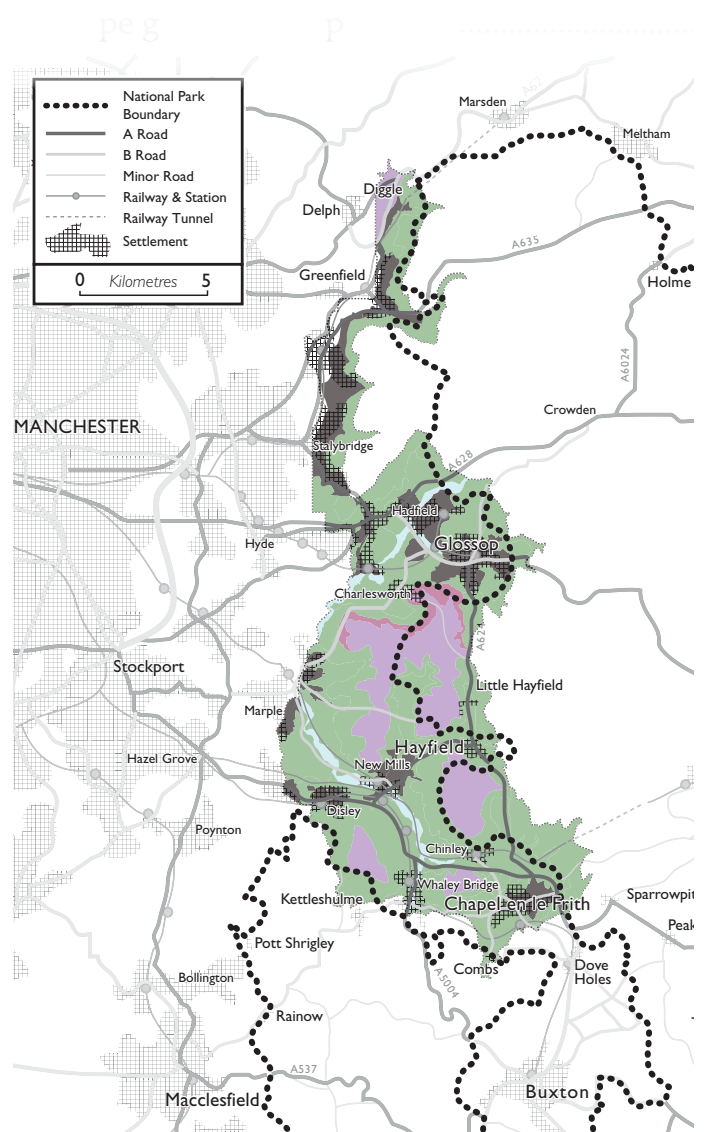 pe g
p
National Park
Boundary
A Road
B Road
Minor Road
Railway & Station
Railway Tunnel
Settlement
0 Kilometres 5
A62
Marsden
Meltham
Diggle
Delph
A635
Greenfield
Holme
A6024
Crowden
MANCHESTER
Stalybridge
A628
Hadfield
Glossop
Hyde
Charlesworth
A624
Stockport
Little Hayfield
Marple
Hayfield
Hazel Grove
New Mills
Disley
Poynton
Chinley
Whaley Bridge
Kettleshulme
Chapel-en-le-Frith
Sparrowpit
Peak
Pott Shrigley
Combs
Dove
Holes
Bollington
A5004
Rainow
A537
Macclesfield
Buxton